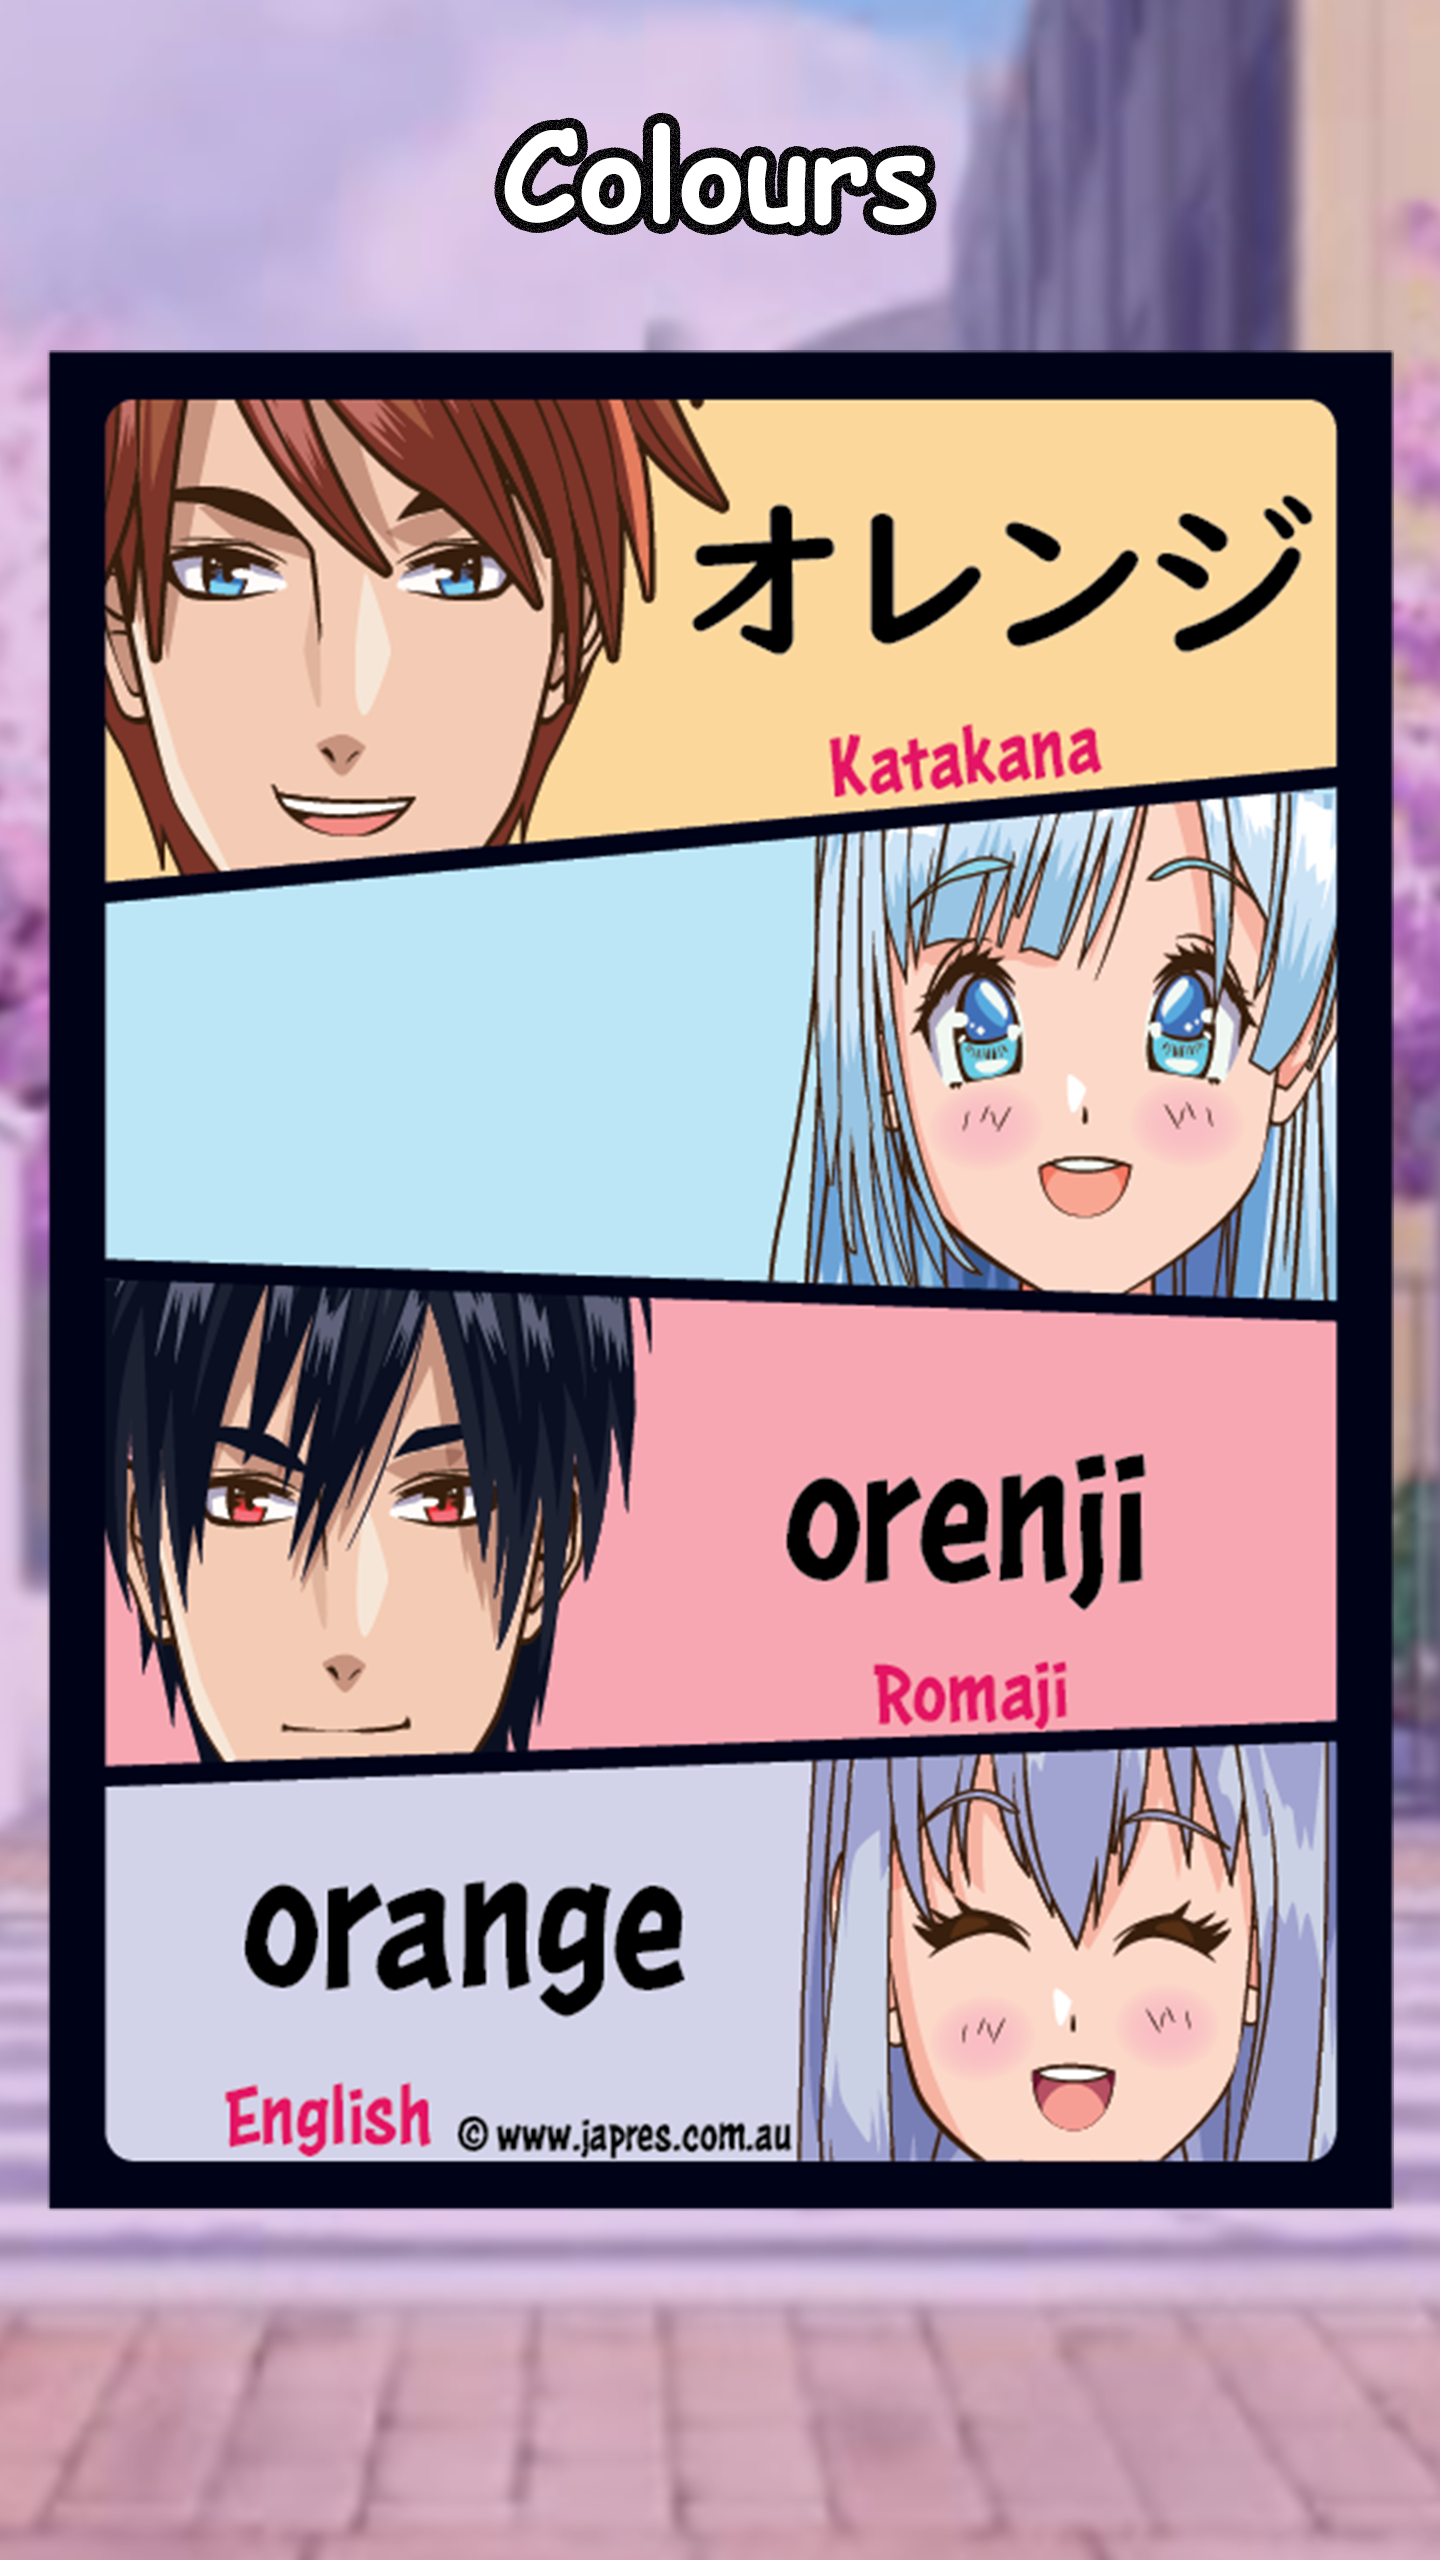 Colours
オレンジ
Katakana
orenji
Romaji
orange
English
© www.japres.com.au